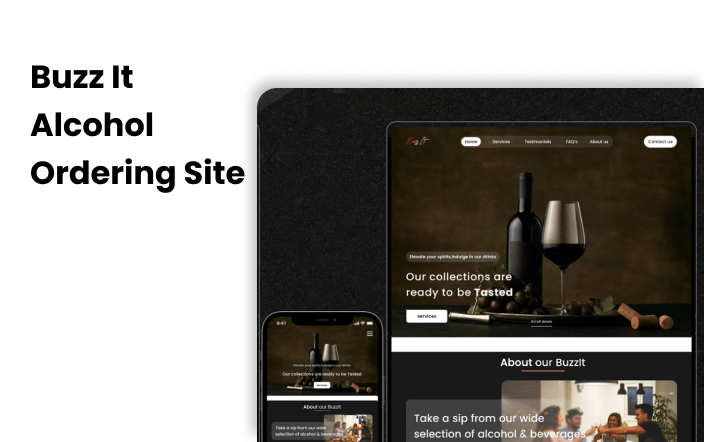 Buzz It
Alcohol
Ordering Site
Buzz It
Home
Services
Testimonials
FAQ's
About us
Contact us
Elevate your spirits,Indulge in our drinks
Our collections are
ready to be Tasted
services
Scroll down
About our BuzzIt
Take a sip from our wide
selection of alcohol & beverages
9:41
Elevate your spirits,Indulge in our drinks
Our collections are ready to be Tasted
services
About our BuzzIt
Take a sip from our wide
selection of alcohol & beverages